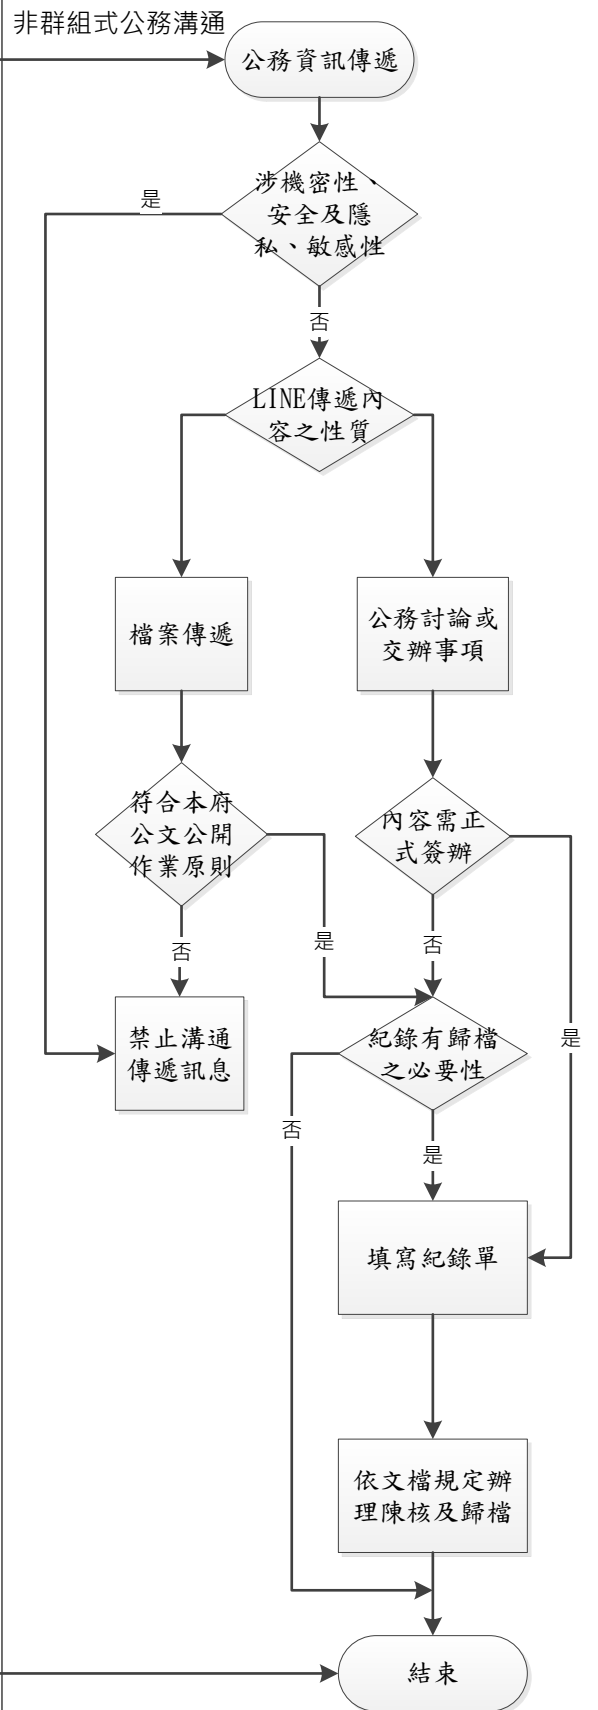 非群組式公務溝通
公務資訊傳遞
涉機密性、
安全及隱
私、敏感性
是
否
LINE傳遞內
容之性質
檔案傳遞
公務討論或
交辦事項
符合本府
公文公開
作業原則
內容需正
式簽辦
否
是
否
是
禁止溝通
傳遞訊息
紀錄有歸檔
之必要性
否
是
填寫紀錄單
依文檔規定辦
理陳核及歸檔
結束